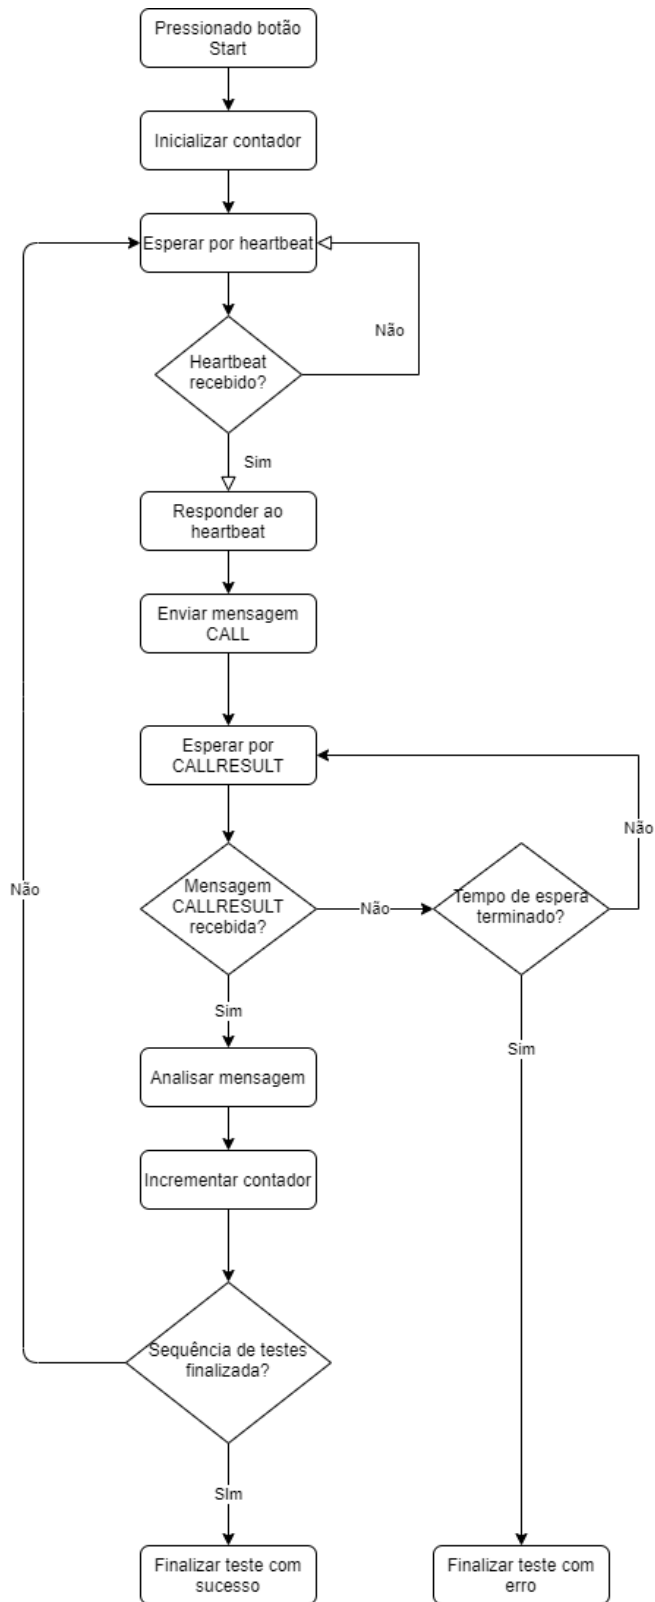 Pressionado botão
Start
Inicializar contador
Esperar por heartbeat
Não
Heartbeat
recebido?
Sim
Responder ao
heartbeat
Enviar mensagem
CALL
Esperar por
CALLRESULT
Não
Não
Mensagem
CALLRESULT
recebida?
Não
Tempo de espera
terminado?
Sim
Sim
Analisar mensagem
Incrementar contador
Sequência de testes
finalizada?
SIm
Finalizar teste com
sucesso
Finalizar teste com
erro